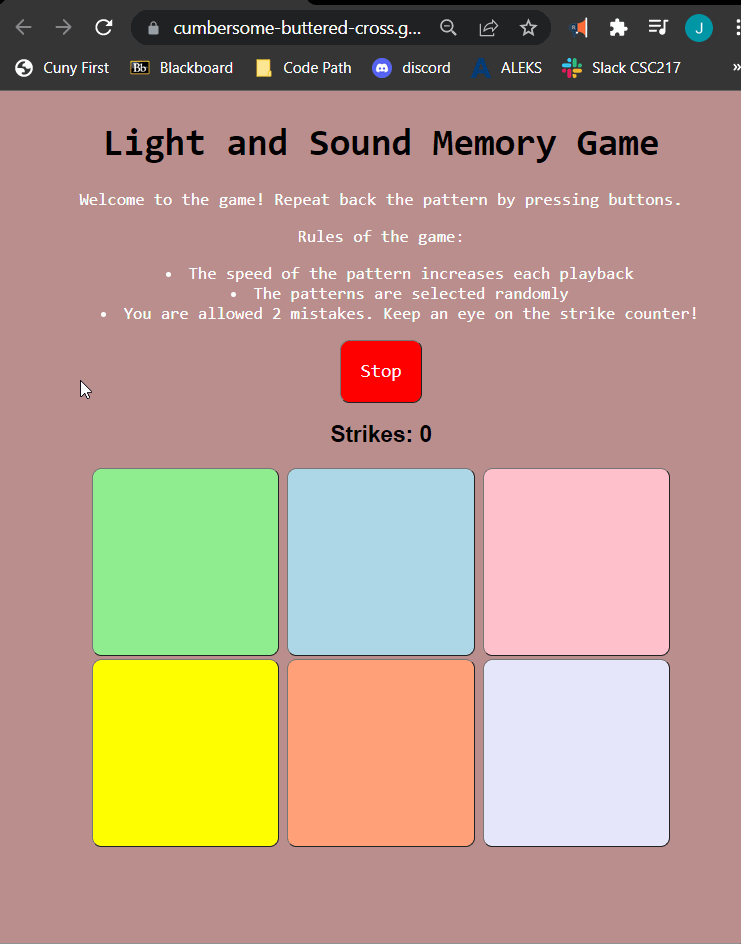 cumbersome-buttered-cross.g...
J
Cuny First
Bb
Blackboard
Code Path
discord
ALEKS
Slack CSC217
»
Light and Sound Memory Game
Welcome to the game! Repeat back the pattern by pressing buttons.
Rules of the game:
• The speed of the pattern increases each playback
• The patterns are selected randomly
• You are allowed 2 mistakes. Keep an eye on the strike counter!
Stop
Strikes: 0